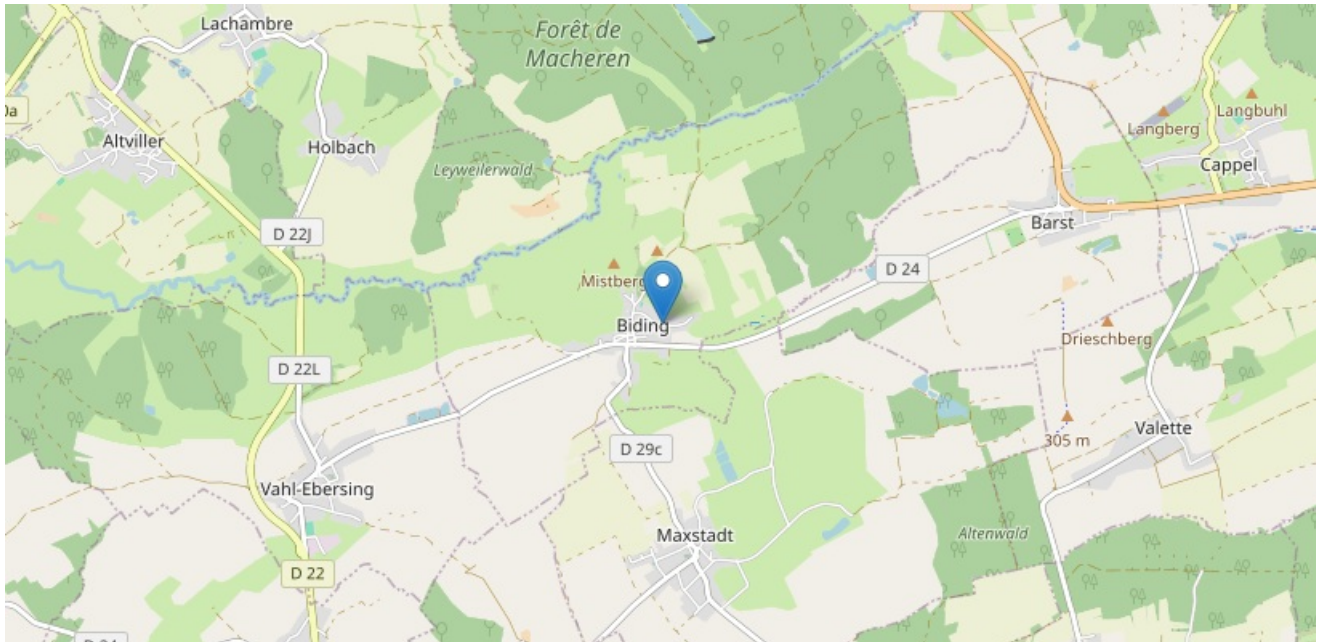 Lachambre
Forêt de
Macheren
Langbuhl
Langberg
Altviller
Holbach
Leyweilerwald
Cappel
Barst
D 22J
D 24
Mistberg
Biding
Drieschberg
D 22L
305 m
Valette
D 29c
Vahl-Ebersing
Maxstadt
Altenwald
D 22